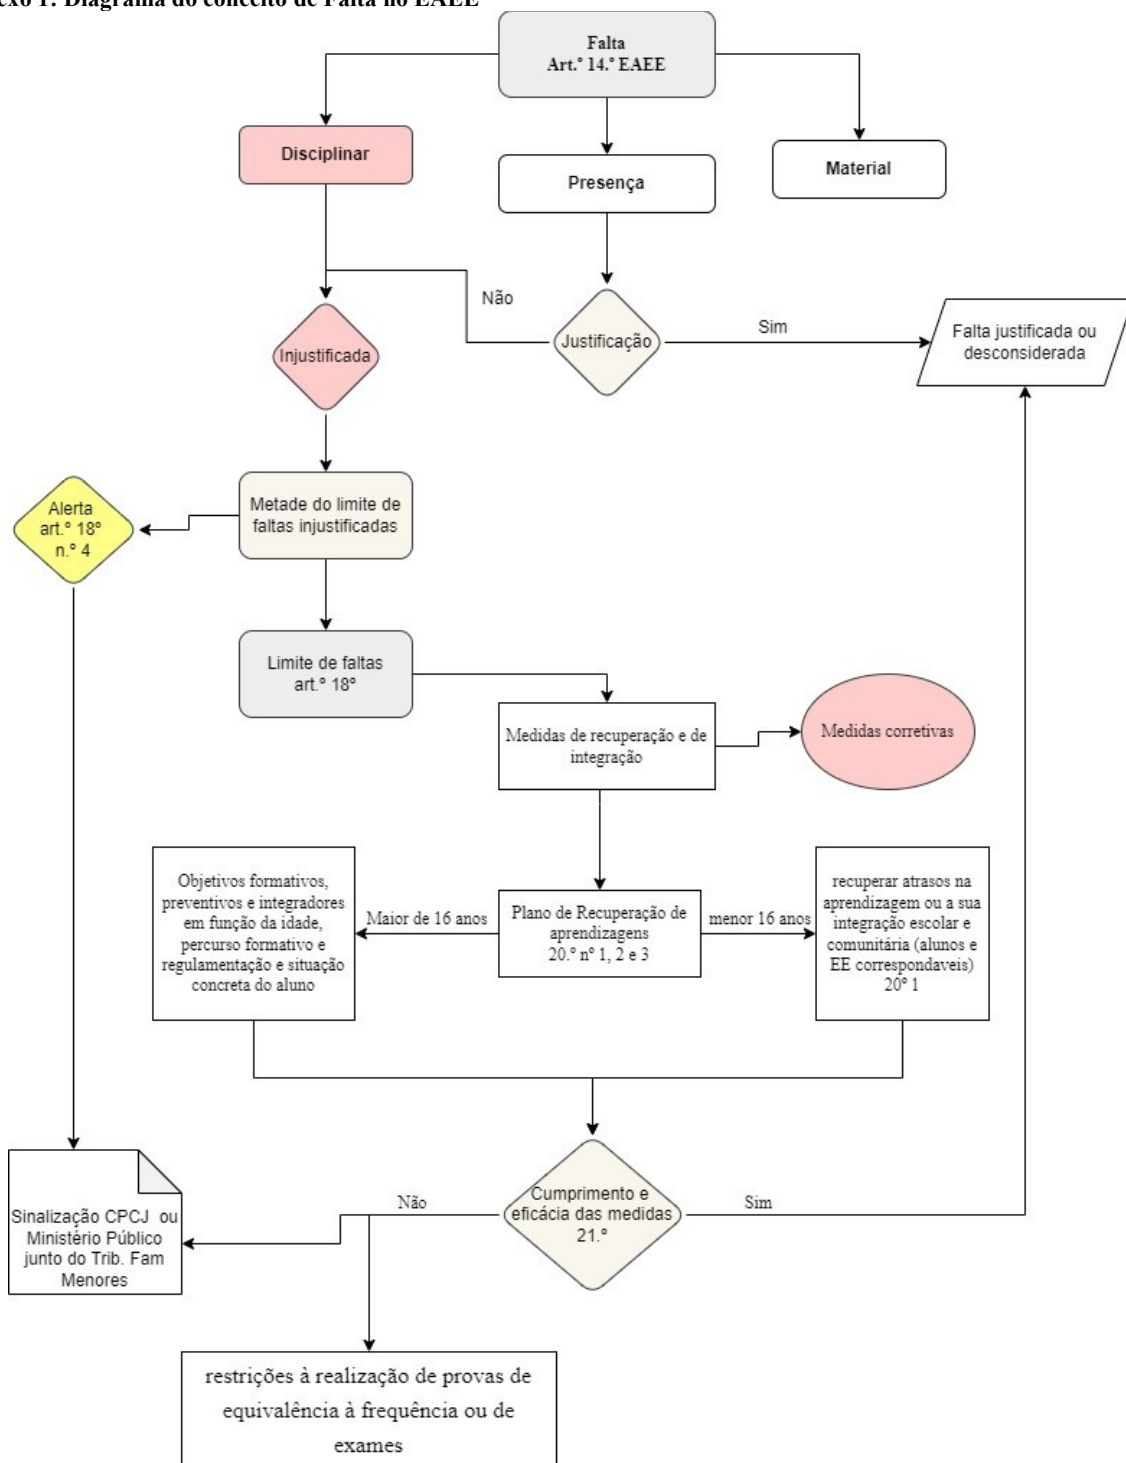 Anexo 1: Diagrama do conceito de Falta no EAEE
Falta
Art.º 14.º EAEE
Disciplinar
Presença
Material
Não
Justificação
Sim
Falta justificada ou
desconsiderada
Injustificada
Metade do limite de
faltas injustificadas
Alerta
art.º 18º
n.º 4
Limite de faltas
art.º 18º
Medidas de recuperação e de
integração
Medidas corretivas
Objetivos formativos,
preventivos e integradores
em função da idade,
percurso formativo e
regulamentação e situação
concreta do aluno
Maior de 16 anos
Plano de Recuperação de
aprendizagens
20.º nº 1, 2 e 3
menor 16 anos
recuperar atrasos na
aprendizagem ou a sua
integração escolar e
comunitária (alunos e
EE correspondaveis)
20º 1
Cumprimento e
eficácia das medidas
21.º
Não
Sim
Sinalização CPCJ ou
Ministério Público
junto do Trib. Fam
Menores
restrições à realização de provas de
equivalência à frequência ou de
exames